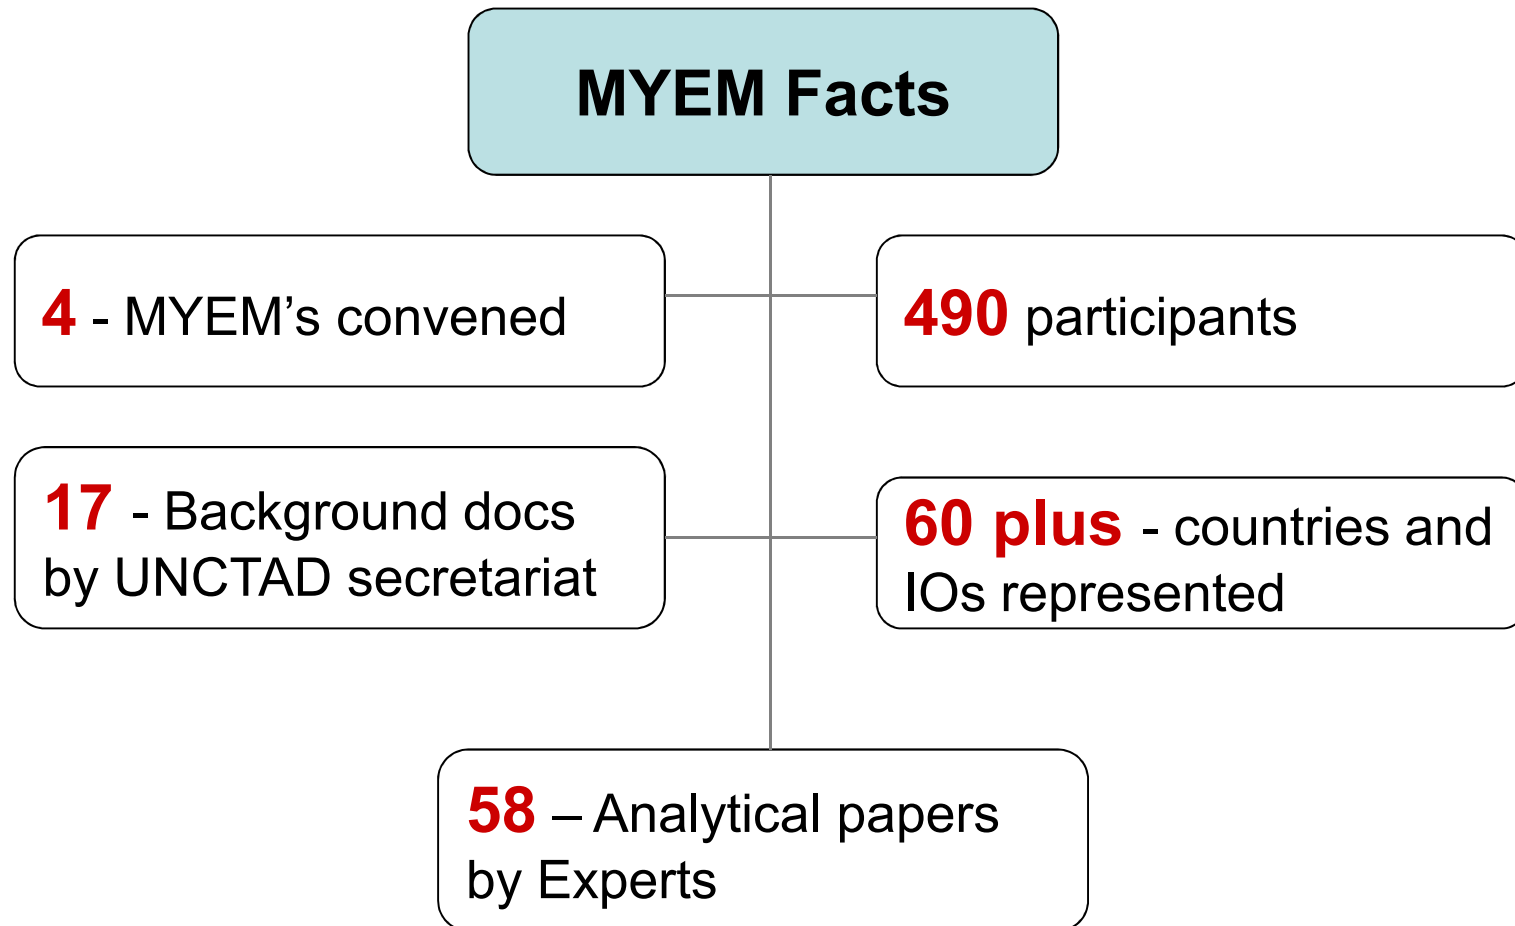 MYEM Facts
4 - MYEM’s convened
490 participants
17 - Background docs
by UNCTAD secretariat
60 plus - countries and
IOs represented
58 – Analytical papers
by Experts